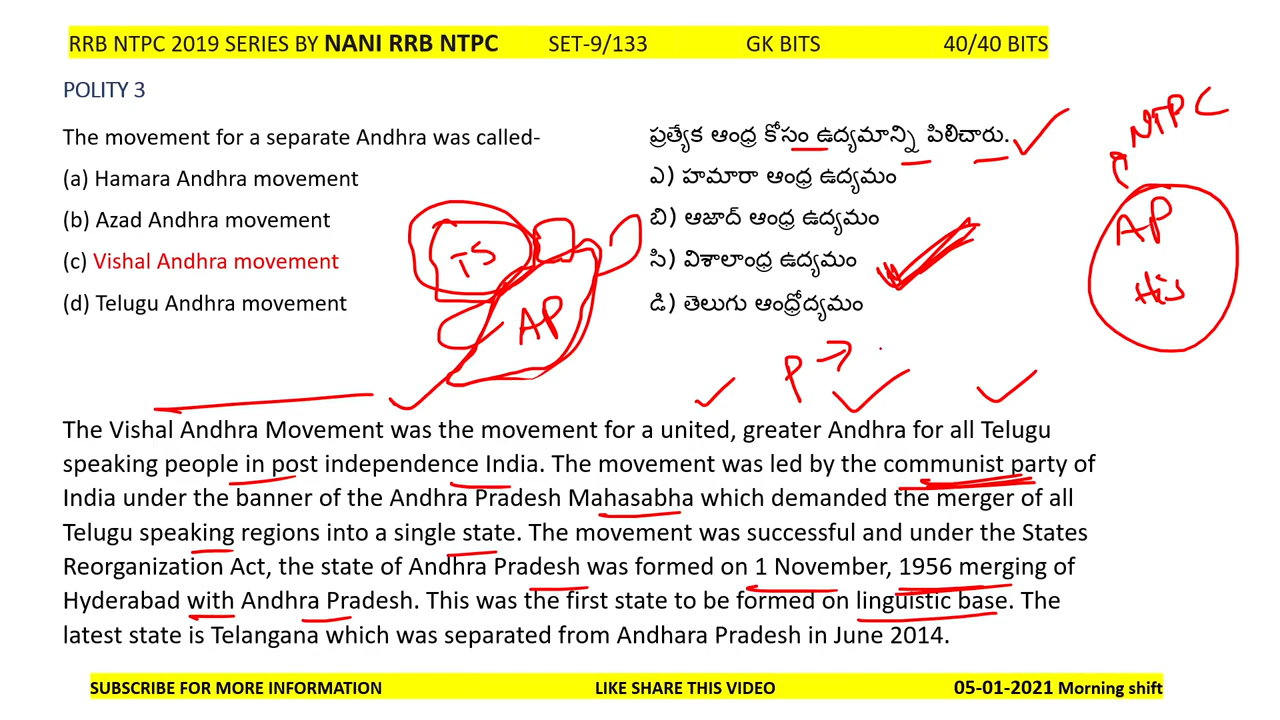 RRB NTPC 2019 SERIES BY NANI RRB NTPC SET-9/133 GK BITS 40/40 BITS
POLITY 3
The movement for a separate Andhra was called-
(a) Hamara Andhra movement
(b) Azad Andhra movement
(c) Vishal Andhra movement
(d) Telugu Andhra movement
ప్రత్యేక ఆంధ్ర కోసం ఉద్యమాన్ని పిలిచారు.
ఎ) హమారా ఆంధ్ర ఉద్యమం
బి) ఆజాద్ ఆంధ్ర ఉద్యమం
సి) విశాలాంధ్ర ఉద్యమం
డి) తెలుగు ఆంధ్రోద్యమం
NTPC
AP
His
TS
AP
P
The Vishal Andhra Movement was the movement for a united, greater Andhra for all Telugu
speaking people in post independence India. The movement was led by the communist party of
India under the banner of the Andhra Pradesh Mahasabha which demanded the merger of all
Telugu speaking regions into a single state. The movement was successful and under the States
Reorganization Act, the state of Andhra Pradesh was formed on 1 November, 1956 merging of
Hyderabad with Andhra Pradesh. This was the first state to be formed on linguistic base. The
latest state is Telangana which was separated from Andhara Pradesh in June 2014.
SUBSCRIBE FOR MORE INFORMATION LIKE SHARE THIS VIDEO 05-01-2021 Morning shift